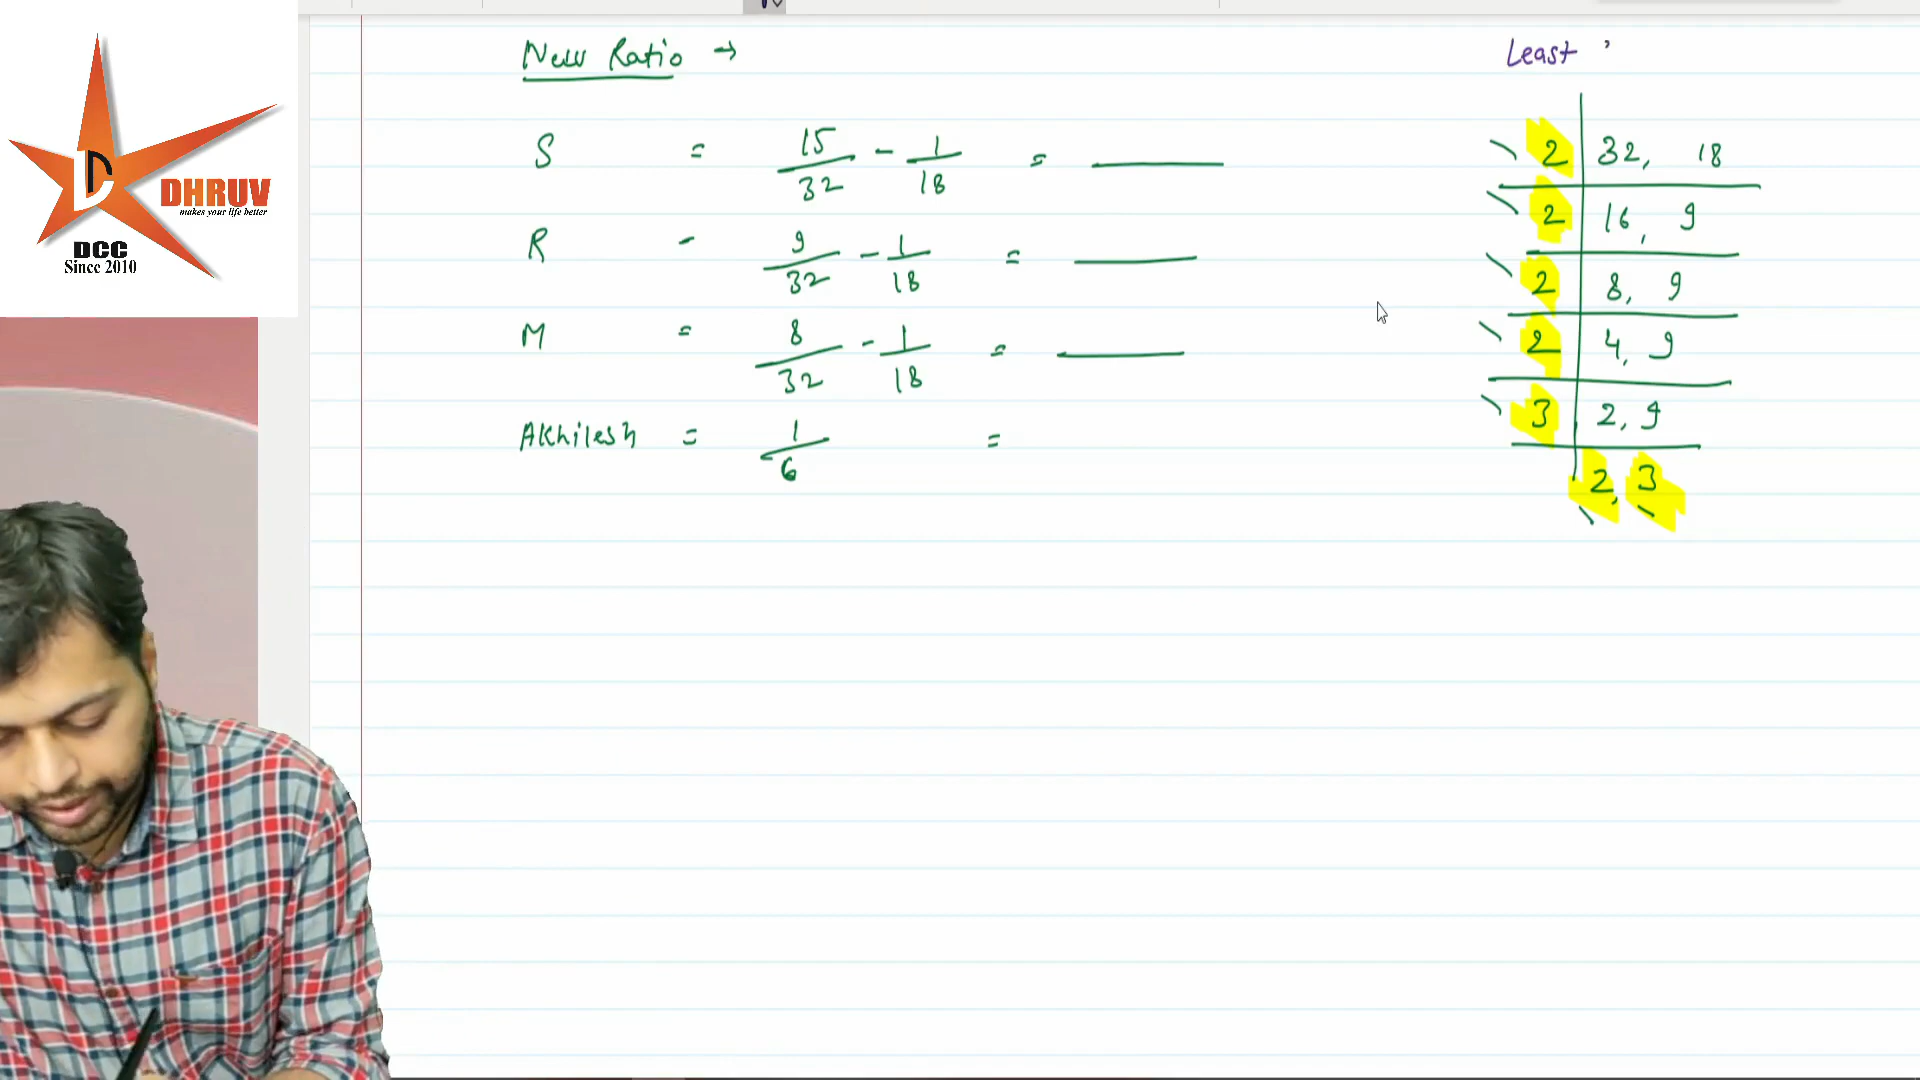 New Ratio →
Least
S = 15/32 - 1/18 =
R - 9/32 - 1/18 =
M = 8/32 - 1/18 =
Akhilesh = 1/6 =
2 | 32, 18
2 | 16, 9
2 | 8, 9
2 | 4, 9
3 | 2, 9
2, 3
DC
DHRUV
makes your life better
DCC
Since 2010